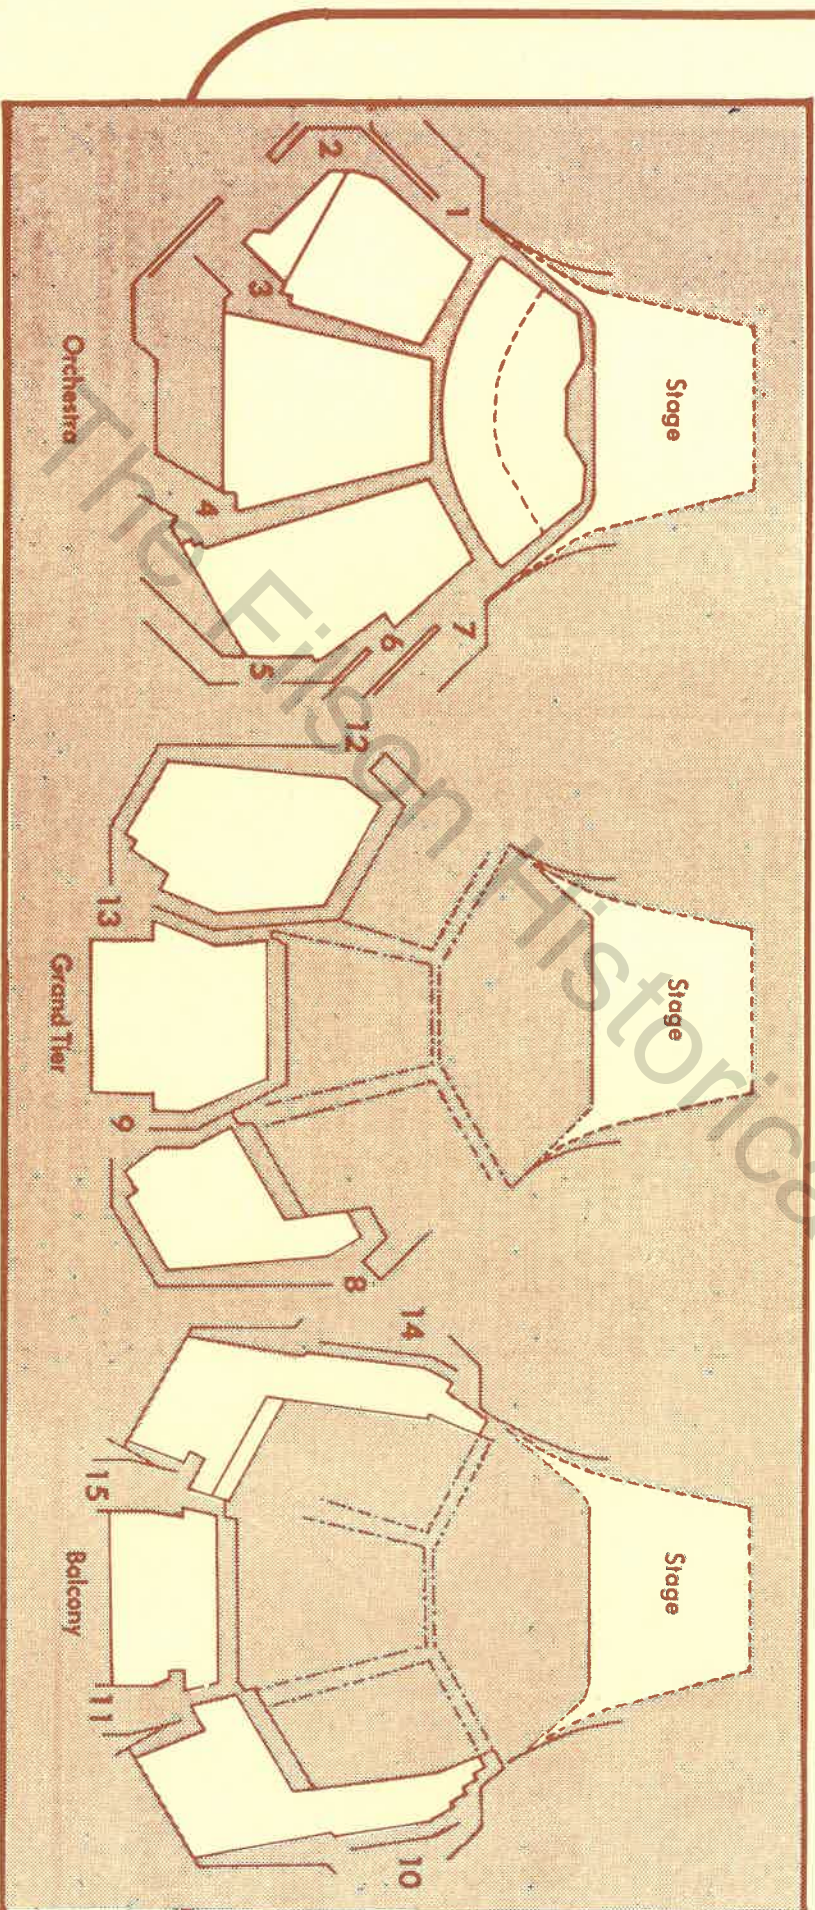 Stage
1
2
3
4
5
6
7
Orchestra
Stage
12
13
9
8
Grand Tier
Stage
14
15
11
10
Balcony
The Filson Historica